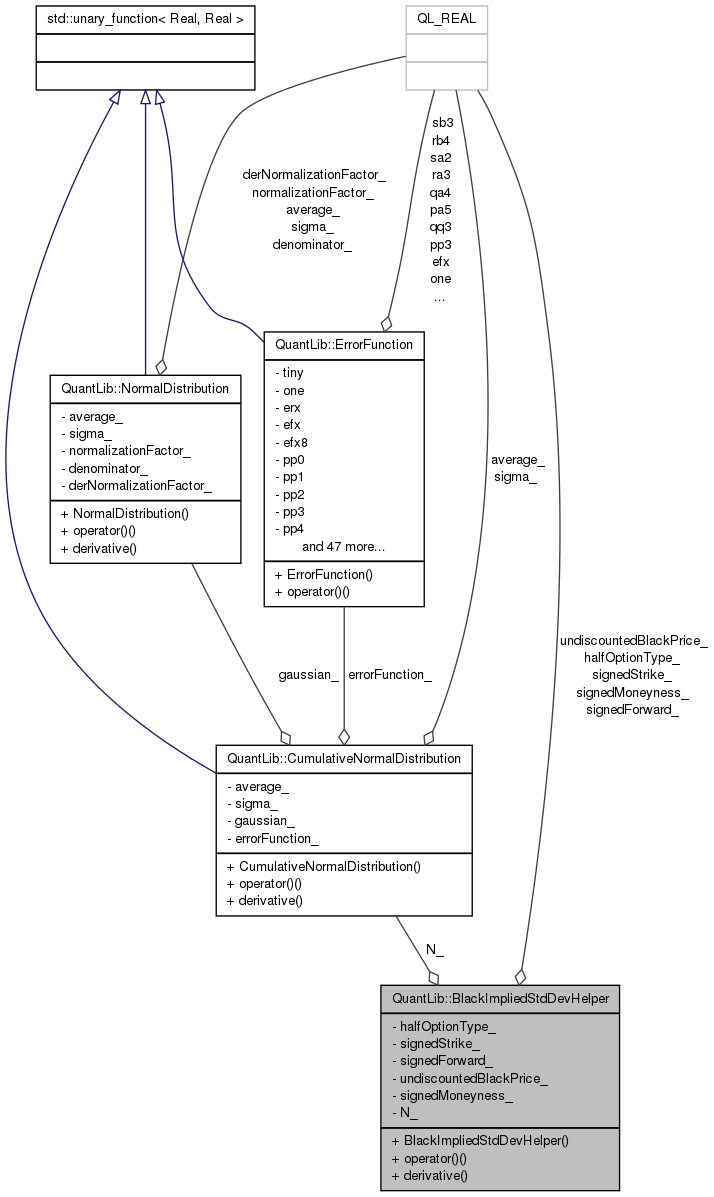 std::unary_function< Real, Real >
QL_REAL
derNormalizationFactor_
normalizationFactor_
average_
sigma_
denominator_
sb3
rb4
sa2
ra3
qa4
pa5
qq3
pp3
efx
one
...
QuantLib::NormalDistribution
- average_
- sigma_
- normalizationFactor_
- denominator_
- derNormalizationFactor_
+ NormalDistribution()
+ operator()()
+ derivative()
QuantLib::ErrorFunction
- tiny
- one
- erx
- efx
- efx8
- pp0
- pp1
- pp2
- pp3
- pp4
and 47 more...
+ ErrorFunction()
+ operator()()
average_
sigma_
undiscountedBlackPrice_
halfOptionType_
signedStrike_
signedMoneyness_
signedForward_
gaussian_
errorFunction_
QuantLib::CumulativeNormalDistribution
- average_
- sigma_
- gaussian_
- errorFunction_
+ CumulativeNormalDistribution()
+ operator()()
+ derivative()
N_
QuantLib::BlackImpliedStdDevHelper
- halfOptionType_
- signedStrike_
- signedForward_
- undiscountedBlackPrice_
- signedMoneyness_
- N_
+ BlackImpliedStdDevHelper()
+ operator()()
+ derivative()